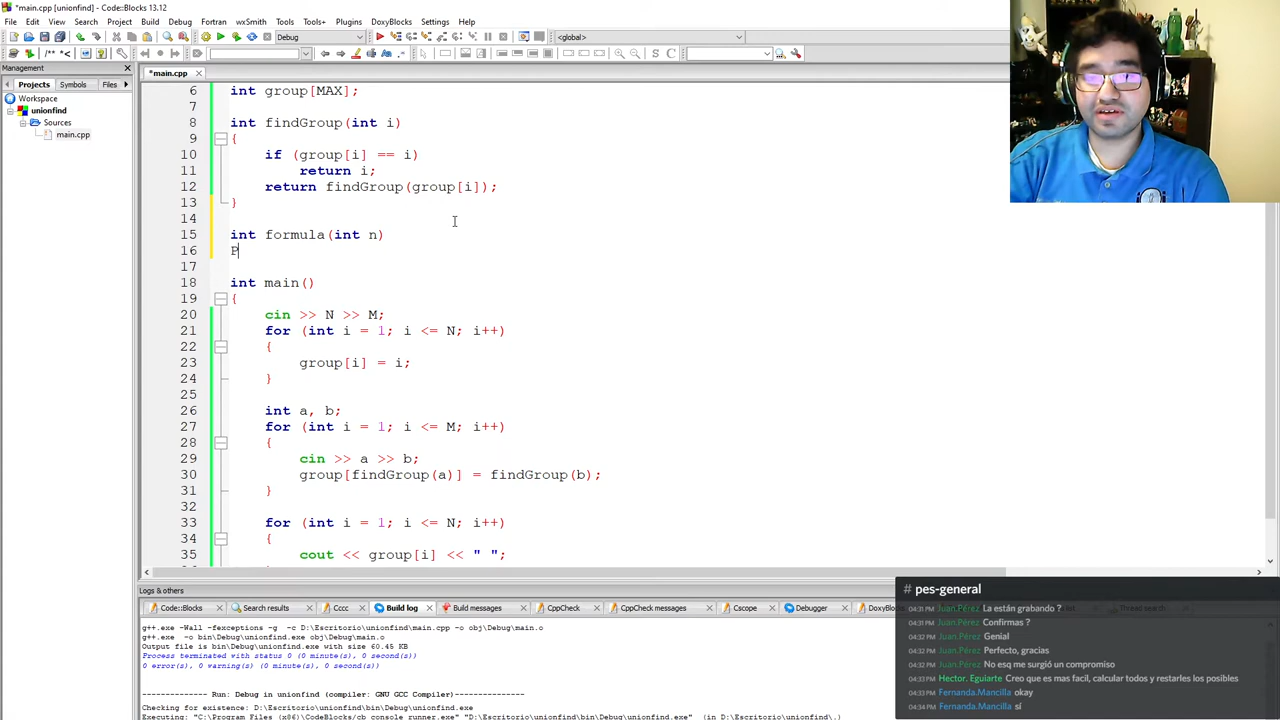 *main.cpp [unionfind] - Code::Blocks 13.12
File Edit View Search Project Build Debug Fortran wxSmith Tools Tools+ Plugins DoxyBlocks Settings Help
Debug <global>
/** *<
Management
*main.cpp
Projects Symbols Files
Workspace
unionfind
Sources
main.cpp
6 int group[MAX];
7
8 int findGroup(int i)
9 {
10 if (group[i] == i)
11 return i;
12 return findGroup(group[i]);
13 }
14
15 int formula(int n)
16 P
17
18 int main()
19 {
20 cin >> N >> M;
21 for (int i = 1; i <= N; i++)
22 {
23 group[i] = i;
24 }
25
26 int a, b;
27 for (int i = 1; i <= M; i++)
28 {
29 cin >> a >> b;
30 group[findGroup(a)] = findGroup(b);
31 }
32
33 for (int i = 1; i <= N; i++)
34 {
35 cout << group[i] << " ";
Logs & others
Code::Blocks Search results Cccc Build log Build messages CppCheck CppCheck messages Cscope Debugger DoxyBlocks Thread search
g++.exe -Wall -fexceptions -g -c D:\Escritorio\unionfind\main.cpp -o obj\Debug\main.o
g++.exe -o bin\Debug\unionfind.exe obj\Debug\main.o
Output file is bin\Debug\unionfind.exe with size 60.45 KB
Process terminated with status 0 (0 minute(s), 0 second(s))
0 error(s), 0 warning(s) (0 minute(s), 0 second(s))
-------------- Run: Debug in unionfind (compiler: GNU GCC Compiler)---------------
Checking for existence: D:\Escritorio\unionfind\bin\Debug\unionfind.exe
Executing: "C:\Program Files (x86)\CodeBlocks/cb_console_runner.exe" "D:\Escritorio\unionfind\bin\Debug\unionfind.exe" (in D:\Escritorio\unionfind\.)
# pes-general
04:31 PM Juan.Pérez La están grabando ?
04:31 PM Juan.Pérez Confirmas ?
04:32 PM Juan.Pérez Genial
04:32 PM Juan.Pérez Perfecto, gracias
04:32 PM Juan.Pérez No esq me surgió un compromiso
04:33 PM Hector. Eguiarte Creo que es mas facil, calcular todos y restarles los posibles
04:33 PM Fernanda.Mancilla okay
04:34 PM Fernanda.Mancilla sí